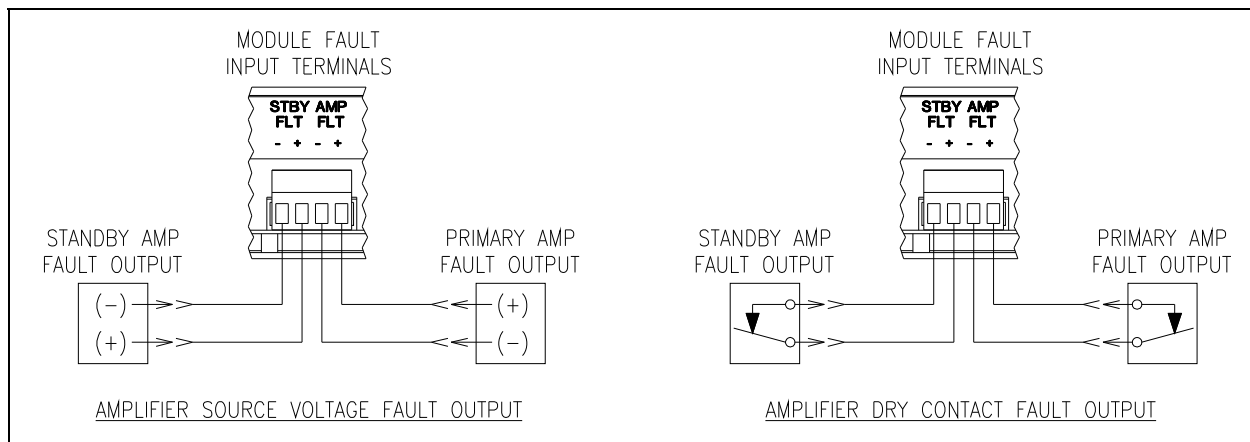 MODULE FAULT
INPUT TERMINALS
STBY AMP
FLT FLT
- + - +
STANDBY AMP
FAULT OUTPUT
(-)
(+)
PRIMARY AMP
FAULT OUTPUT
(+)
(-)
AMPLIFIER SOURCE VOLTAGE FAULT OUTPUT
MODULE FAULT
INPUT TERMINALS
STBY AMP
FLT FLT
- + - +
STANDBY AMP
FAULT OUTPUT
PRIMARY AMP
FAULT OUTPUT
AMPLIFIER DRY CONTACT FAULT OUTPUT